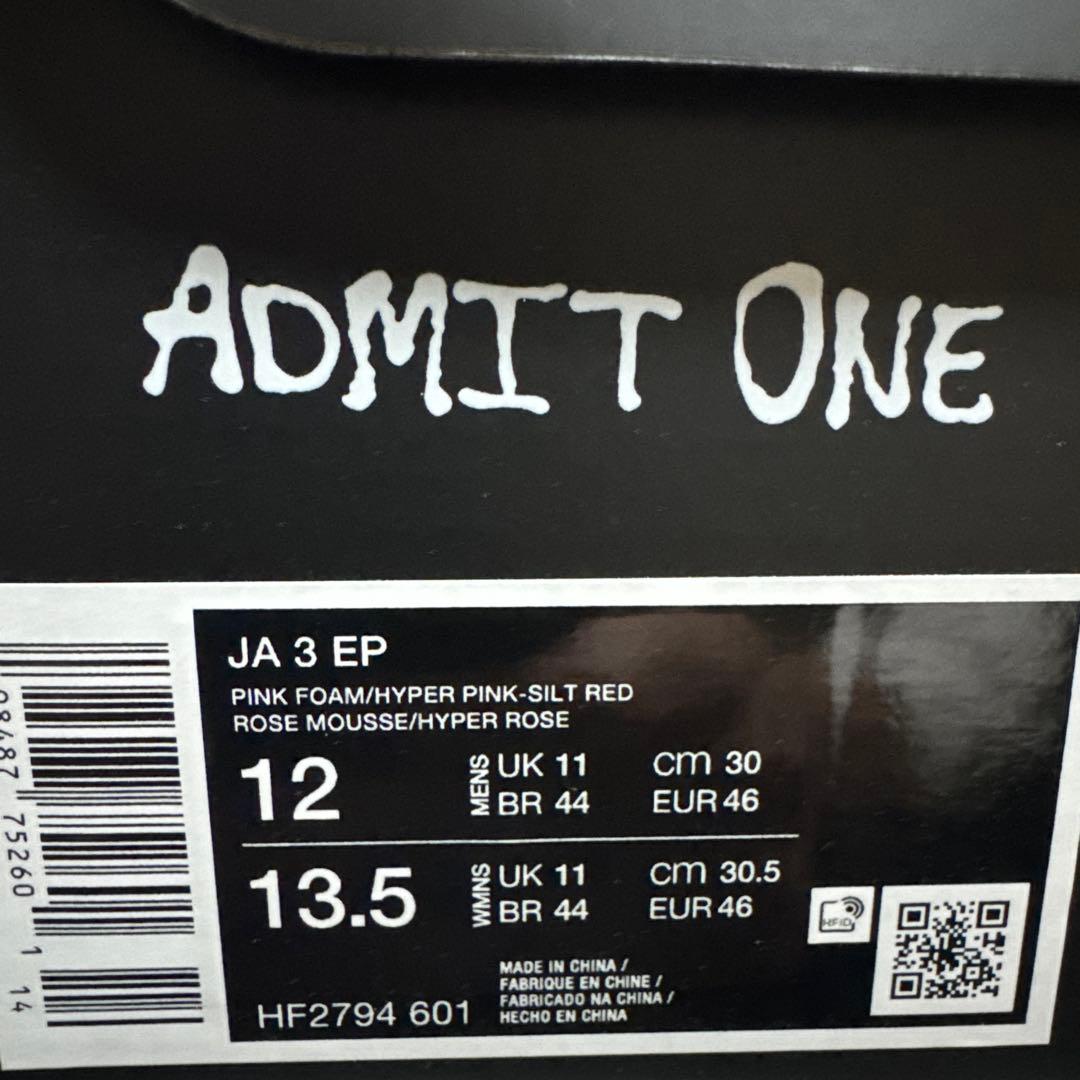 ADMIT ONE
JA 3 EP
PINK FOAM/HYPER PINK-SILT RED
ROSE MOUSSE/HYPER ROSE
12 MENS UK 11 cm 30
BR 44 EUR 46
13.5 WMNS UK 11 cm 30.5
BR 44 EUR 46
RFID
MADE IN CHINA /
FABRIQUE EN CHINE /
FABRICADO NA CHINA /
HECHO EN CHINA
HF2794 601
75260 1 14